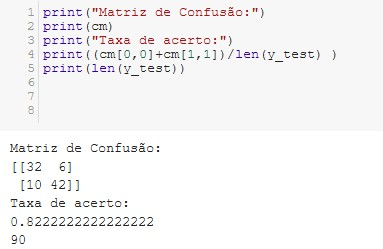 1 print("Matriz de Confusão:")
2 print(cm)
3 print("Taxa de acerto:")
4 print((cm[0,0]+cm[1,1])/len(y_test) )
5 print(len(y_test))
6
7
8
Matriz de Confusão:
[[32  6]
 [10 42]]
Taxa de acerto:
0.8222222222222222
90